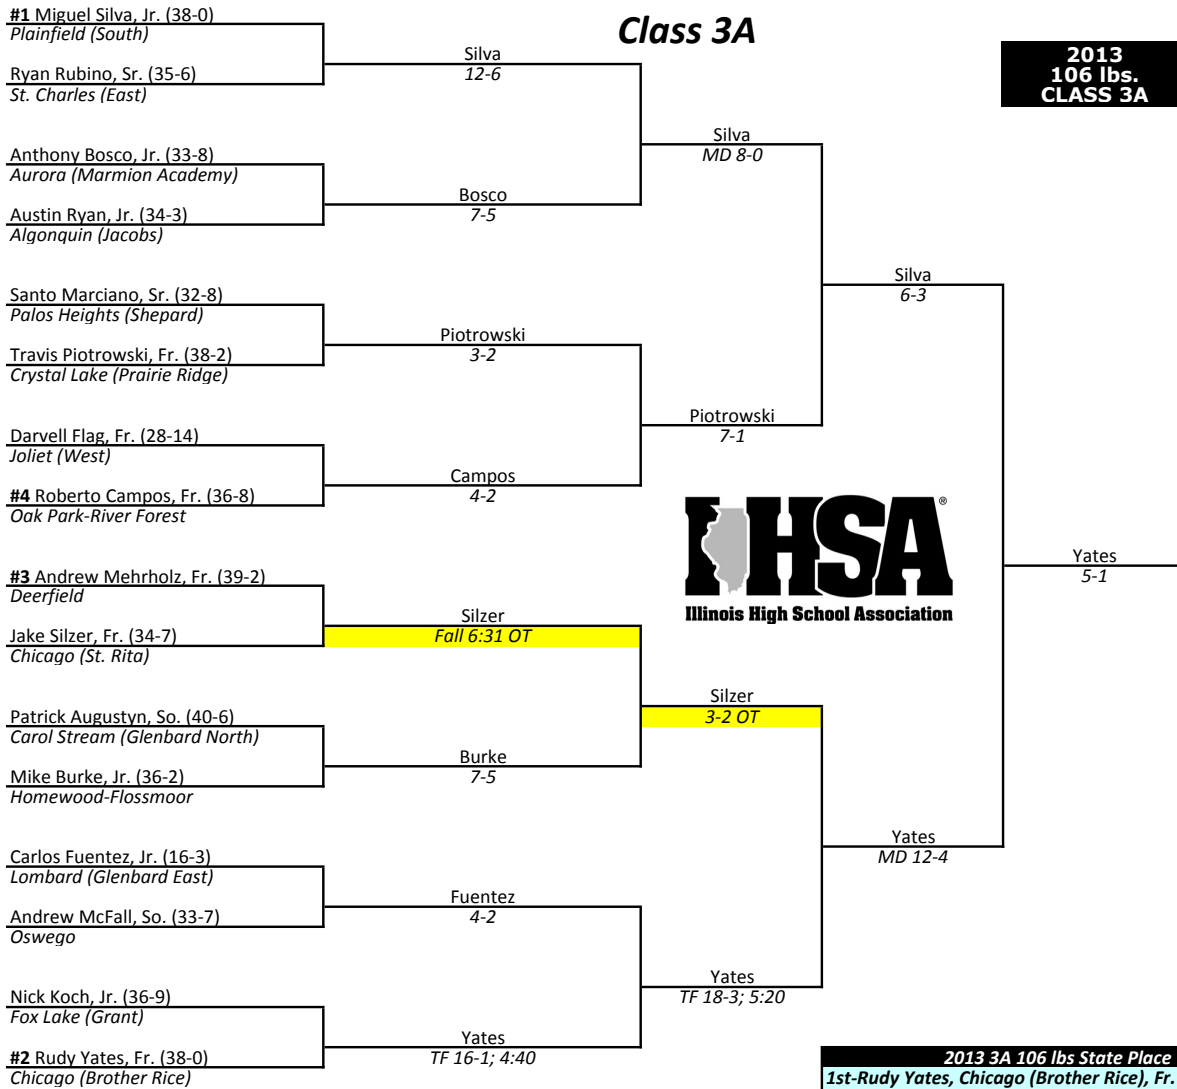 Class 3A
2013
106 lbs.
CLASS 3A
#1 Miguel Silva, Jr. (38-0)
Plainfield (South)
Silva
12-6
Ryan Rubino, Sr. (35-6)
St. Charles (East)
Silva
MD 8-0
Anthony Bosco, Jr. (33-8)
Aurora (Marmion Academy)
Bosco
7-5
Austin Ryan, Jr. (34-3)
Algonquin (Jacobs)
Silva
6-3
Santo Marciano, Sr. (32-8)
Palos Heights (Shepard)
Piotrowski
3-2
Travis Piotrowski, Fr. (38-2)
Crystal Lake (Prairie Ridge)
Piotrowski
7-1
Darvell Flag, Fr. (28-14)
Joliet (West)
Campos
4-2
#4 Roberto Campos, Fr. (36-8)
Oak Park-River Forest
IHSA®
Illinois High School Association
Yates
5-1
#3 Andrew Mehrholz, Fr. (39-2)
Deerfield
Silzer
Fall 6:31 OT
Jake Silzer, Fr. (34-7)
Chicago (St. Rita)
Silzer
3-2 OT
Patrick Augustyn, So. (40-6)
Carol Stream (Glenbard North)
Burke
7-5
Mike Burke, Jr. (36-2)
Homewood-Flossmoor
Yates
MD 12-4
Carlos Fuentez, Jr. (16-3)
Lombard (Glenbard East)
Fuentez
4-2
Andrew McFall, So. (33-7)
Oswego
Yates
TF 18-3; 5:20
Nick Koch, Jr. (36-9)
Fox Lake (Grant)
Yates
TF 16-1; 4:40
#2 Rudy Yates, Fr. (38-0)
Chicago (Brother Rice)
2013 3A 106 lbs State Place
1st-Rudy Yates, Chicago (Brother Rice), Fr.